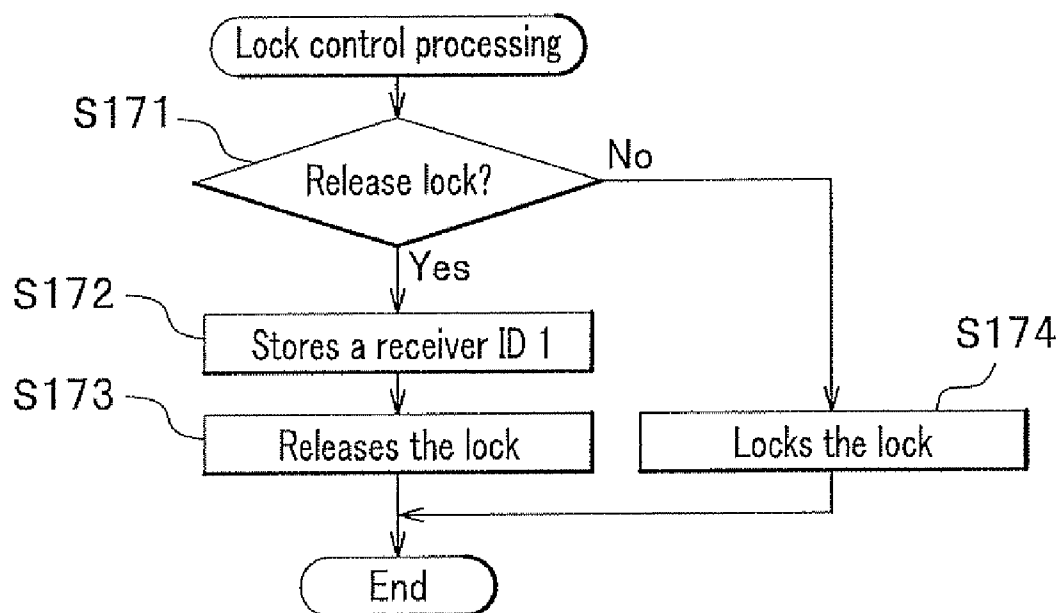 Lock control processing
S171
Release lock?
No
Yes
S172
Stores a receiver ID 1
S173
Releases the lock
S174
Locks the lock
End